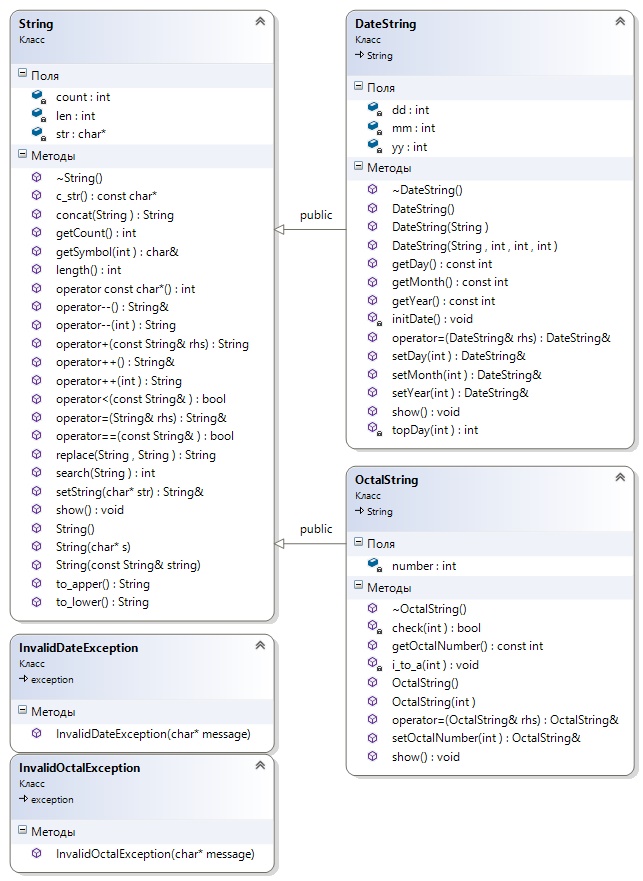 String
Класс
Поля
count : int
len : int
str : char*
Методы
~String()
c_str() : const char*
concat(String ) : String
getCount() : int
getSymbol(int ) : char&
length() : int
operator const char*() : int
operator--() : String&
operator--(int ) : String
operator+(const String& rhs) : String
operator++() : String&
operator++(int ) : String
operator<(const String& ) : bool
operator=(String& rhs) : String&
operator==(const String& ) : bool
replace(String , String ) : String
search(String ) : int
setString(char* str) : String&
show() : void
String()
String(char* s)
String(const String& string)
to_apper() : String
to_lower() : String
public
DateString
Класс
String
Поля
dd : int
mm : int
yy : int
Методы
~DateString()
DateString()
DateString(String )
DateString(String , int , int , int )
getDay() : const int
getMonth() : const int
getYear() : const int
initDate() : void
operator=(DateString& rhs) : DateString&
setDay(int ) : DateString&
setMonth(int ) : DateString&
setYear(int ) : DateString&
show() : void
topDay(int ) : int
public
OctalString
Класс
String
Поля
number : int
Методы
~OctalString()
check(int ) : bool
getOctalNumber() : const int
i_to_a(int ) : void
OctalString()
OctalString(int )
operator=(OctalString& rhs) : OctalString&
setOctalNumber(int ) : OctalString&
show() : void
InvalidDateException
Класс
exception
Методы
InvalidDateException(char* message)
InvalidOctalException
Класс
exception
Методы
InvalidOctalException(char* message)